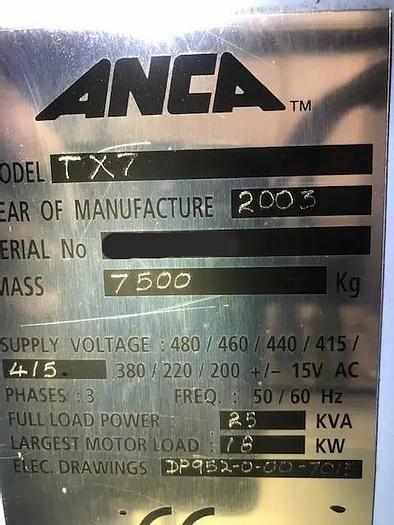 ANCA™
ODEL TX7
EAR OF MANUFACTURE 2003
ERIAL No
MASS 7500 Kg
SUPPLY VOLTAGE : 480 / 460 / 440 / 415 /
415. 380 / 220 / 200 +/- 15V AC
PHASES : 3 FREQ. : 50 / 60 Hz
FULL LOAD POWER : 25 KVA
LARGEST MOTOR LOAD : 18 KW
ELEC. DRAWINGS
CE